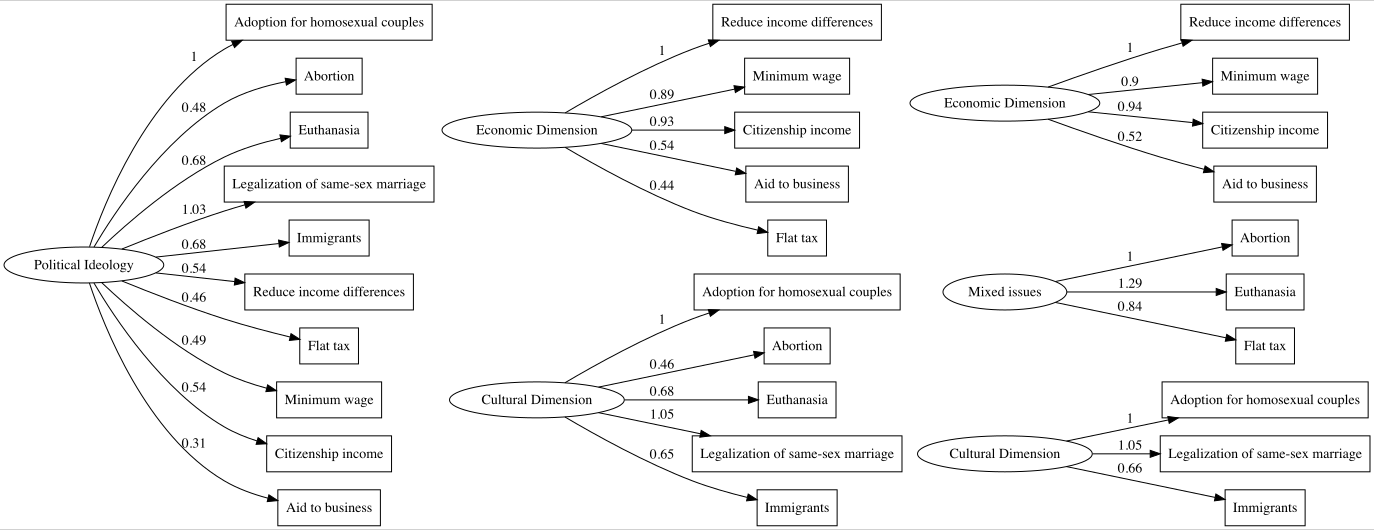 Adoption for homosexual couples
1
Abortion
0.48
Euthanasia
0.68
Legalization of same-sex marriage
1.03
Immigrants
0.68
Political Ideology
0.54
Reduce income differences
0.46
Flat tax
0.49
Minimum wage
0.54
Citizenship income
0.31
Aid to business
Reduce income differences
1
Minimum wage
0.89
Economic Dimension
0.93
Citizenship income
0.54
Aid to business
0.44
Flat tax
Adoption for homosexual couples
1
Abortion
0.46
Cultural Dimension
0.68
Euthanasia
1.05
Legalization of same-sex marriage
0.65
Immigrants
Reduce income differences
1
Minimum wage
0.9
Economic Dimension
0.94
Citizenship income
0.52
Aid to business
Abortion
1
Mixed issues
1.29
Euthanasia
0.84
Flat tax
Adoption for homosexual couples
1
Cultural Dimension
1.05
Legalization of same-sex marriage
0.66
Immigrants